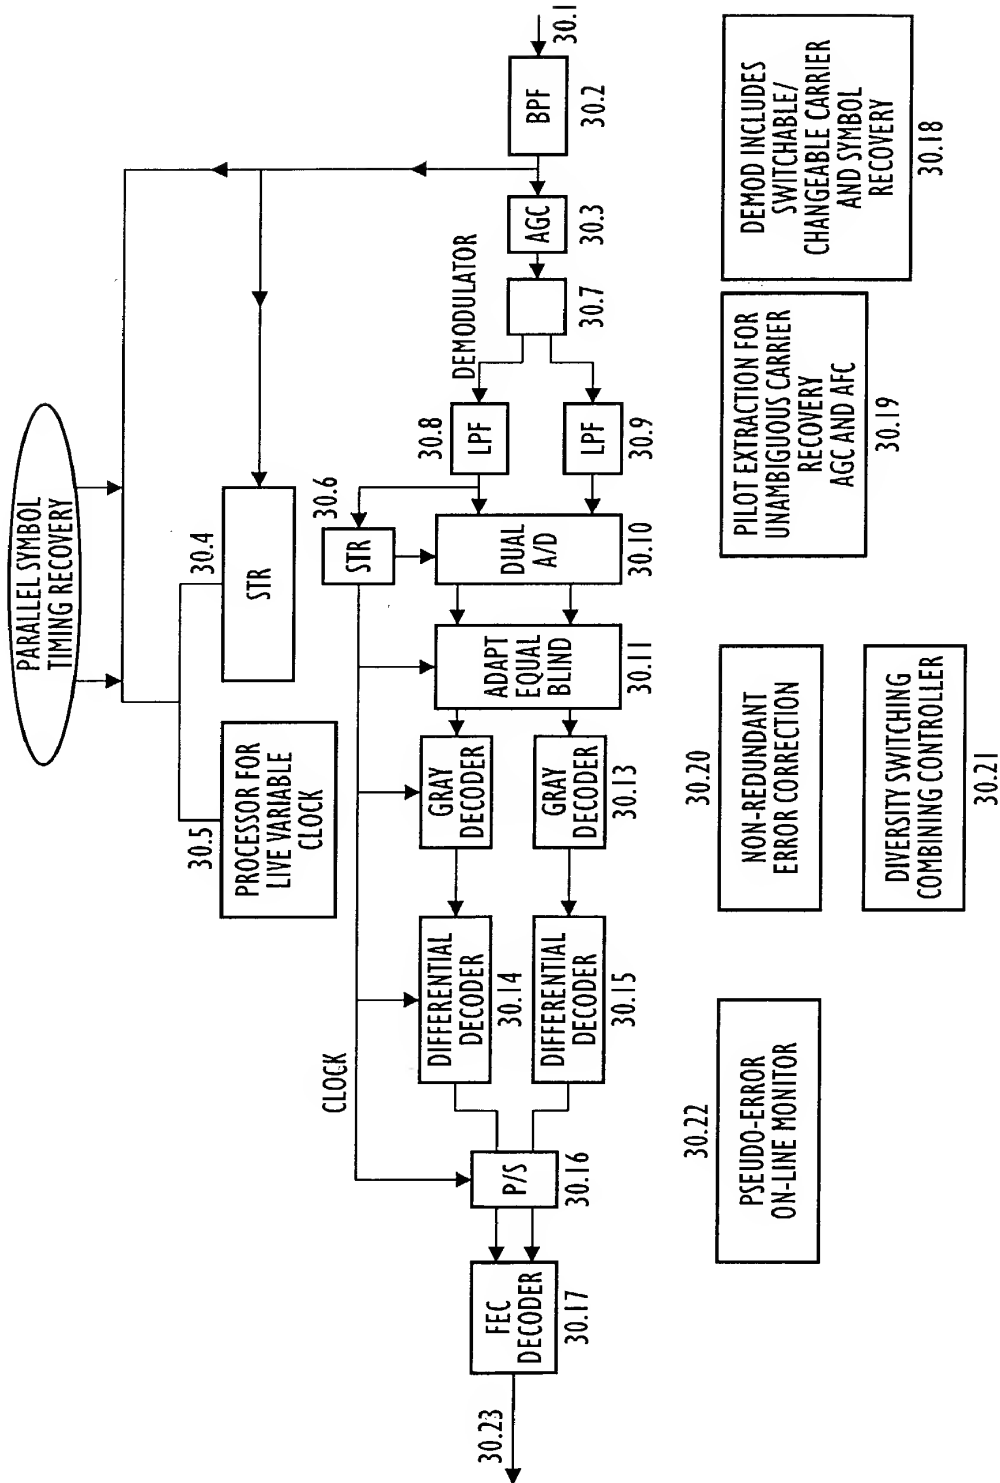 PARALLEL SYMBOL
TIMING RECOVERY
30.5
PROCESSOR FOR
LIVE VARIABLE
CLOCK
30.4
STR
CLOCK
30.6
STR
DEMODULATOR
30.23
FEC
DECODER
30.17
P/S
30.16
DIFFERENTIAL
DECODER
30.14
DIFFERENTIAL
DECODER
30.15
GRAY
DECODER
GRAY
DECODER
30.13
ADAPT
EQUAL
BLIND
30.11
DUAL
A/D
30.10
30.8
LPF
LPF
30.9
30.7
AGC
30.3
BPF
30.2
30.1
30.22
PSEUDO-ERROR
ON-LINE MONITOR
30.20
NON-REDUNDANT
ERROR CORRECTION
DIVERSITY SWITCHING
COMBINING CONTROLLER
30.21
PILOT EXTRACTION FOR
UNAMBIGUOUS CARRIER
RECOVERY
AGC AND AFC
30.19
DEMOD INCLUDES
SWITCHABLE/
CHANGEABLE CARRIER
AND SYMBOL
RECOVERY
30.18